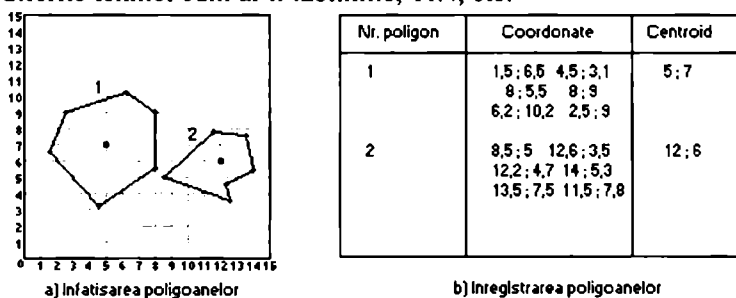 15
14
13
12
11
10
9
8
7
6
5
4
3
2
1
0 1 2 3 4 5 6 7 8 9 10 11 12 13 14 15
1
2
a) Infatisarea poligoanelor
Nr. poligon Coordonate Centroid
1 1,5 ; 6,5 4,5 ; 3,1 5 ; 7
8 ; 5,5 8 ; 9
6,2 ; 10,2 2,5 ; 9
2 8,5 ; 5 12,6 ; 3,5 12 ; 6
12,2 ; 4,7 14 ; 5,3
13,5 ; 7,5 11,5 ; 7,8
b) Inregistrarea poligoanelor